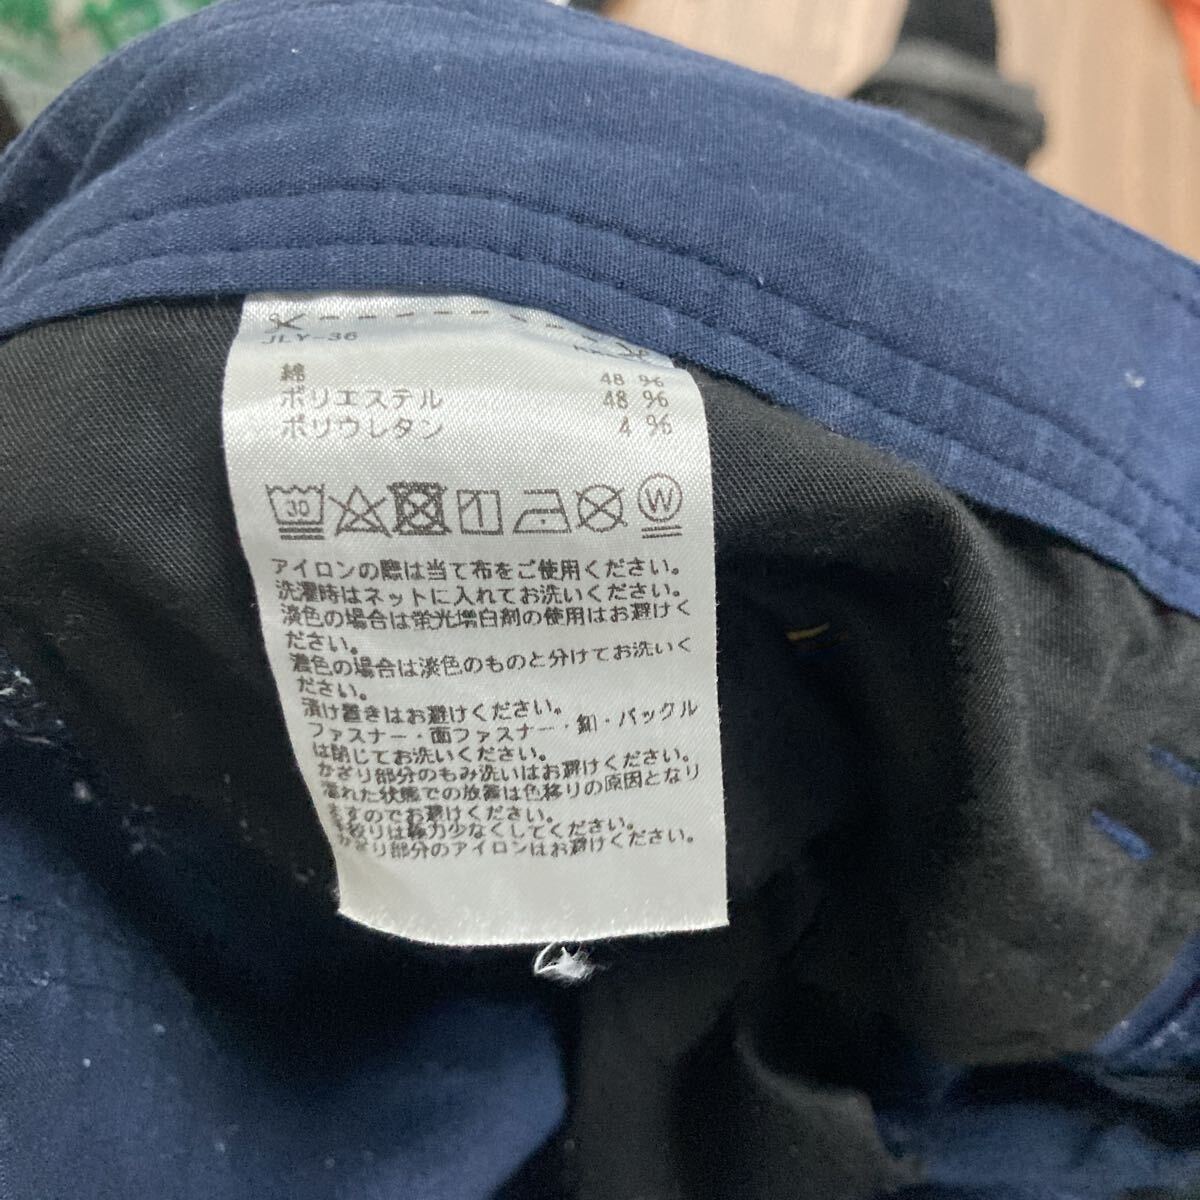 JLY-36
綿 48 %
ポリエステル 48 %
ポリウレタン 4 %
30 W
アイロンの際は当て布をご使用ください。
洗濯時はネットに入れてお洗いください。
淡色の場合は蛍光増白剤の使用はお避けく
ださい。
濃色の場合は淡色のものと分けてお洗いく
ださい。
漬け置きはお避けください。
ファスナー・面ファスナー・釦・バックル
は閉じてお洗いください。
かざり部分のもみ洗いはお避けください。
濡れた状態での放置は色移りの原因となり
ますのでお避けください。
絞りは極力少なくしてください。
かざり部分のアイロンはお避けください。